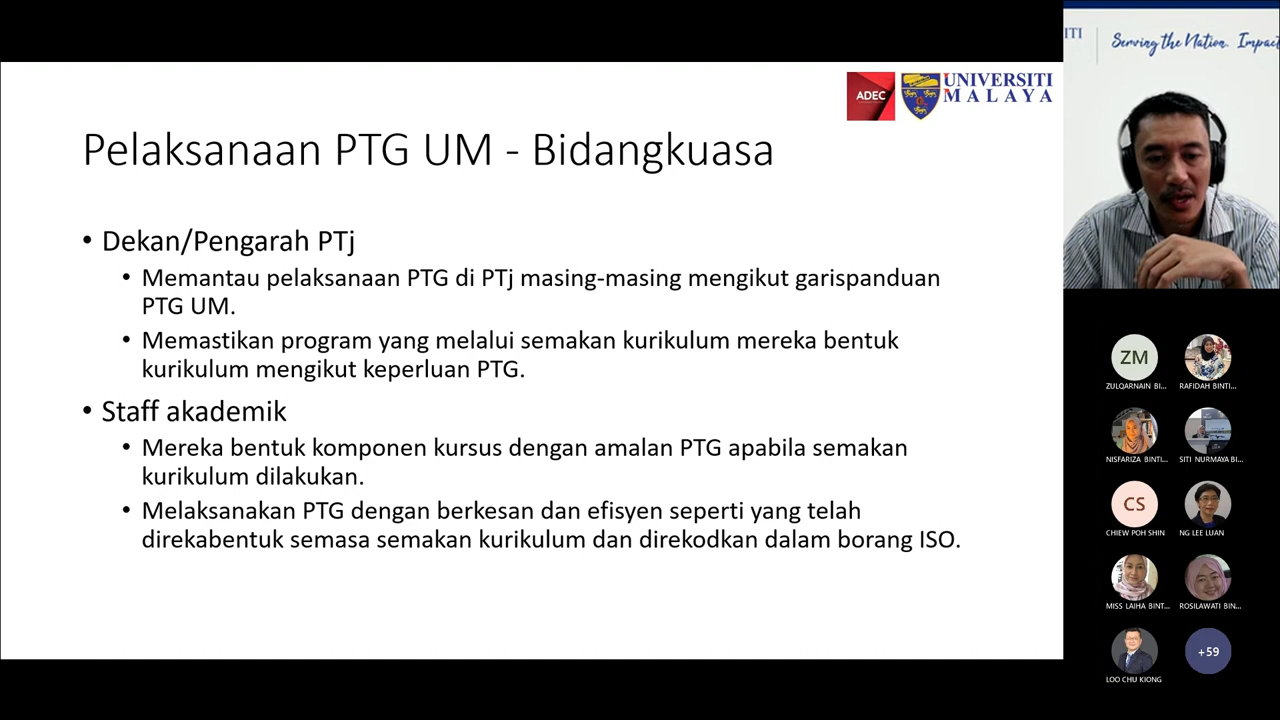 ADEC
UNIVERSITI
MALAYA
Pelaksanaan PTG UM - Bidangkuasa
• Dekan/Pengarah PTj
• Memantau pelaksanaan PTG di PTj masing-masing mengikut garispanduan
PTG UM.
• Memastikan program yang melalui semakan kurikulum mereka bentuk
kurikulum mengikut keperluan PTG.
• Staff akademik
• Mereka bentuk komponen kursus dengan amalan PTG apabila semakan
kurikulum dilakukan.
• Melaksanakan PTG dengan berkesan dan efisyen seperti yang telah
direkabentuk semasa semakan kurikulum dan direkodkan dalam borang ISO.
ITI
Serving the Nation. Impact
ZM
ZULQARNAIN BI...
RAFIDAH BINTI...
NISFARIZA BINTI...
SITI NURMAYA BI...
CS
CHIEW POH SHIN
NG LEE LUAN
MISS LAIHA BINT...
ROSILAWATI BIN...
LOO CHU KIONG
+59